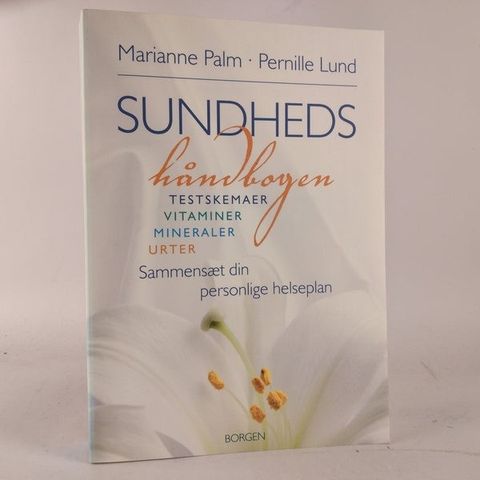 Marianne Palm · Pernille Lund
SUNDHEDS
håndbogen
TESTSKEMAER
VITAMINER
MINERALER
URTER
Sammensæt din
personlige helseplan
BORGEN